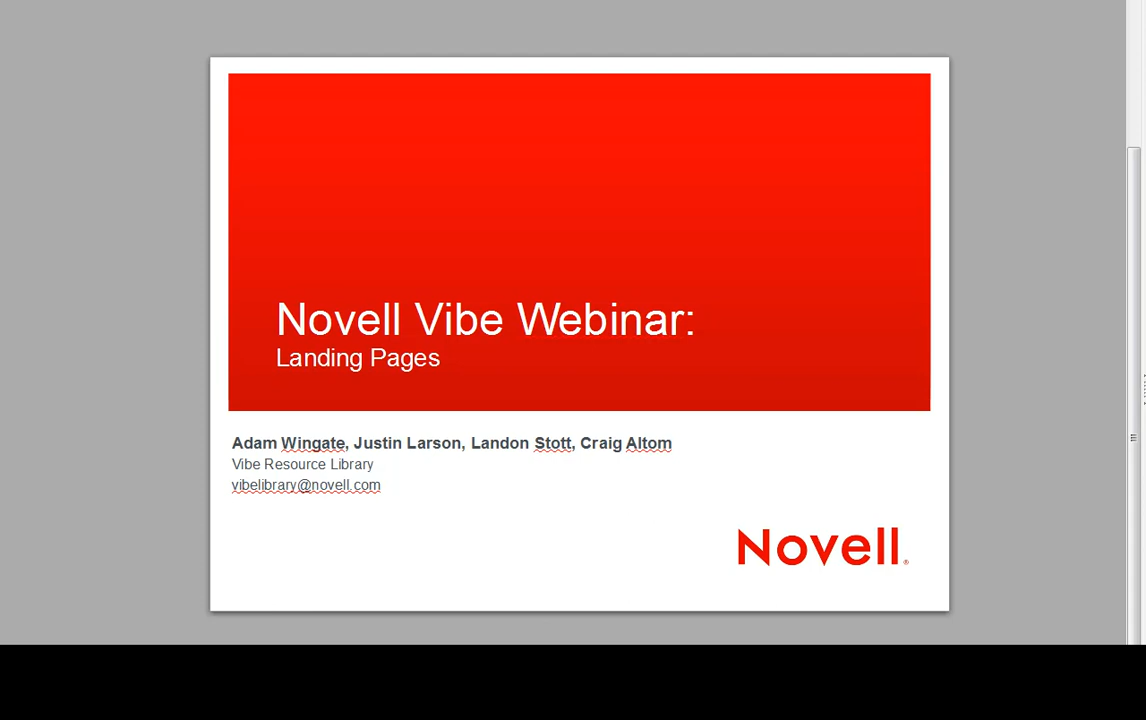 Novell Vibe Webinar:
Landing Pages
Adam Wingate, Justin Larson, Landon Stott, Craig Altom
Vibe Resource Library
vibelibrary@novell.com
Novell®